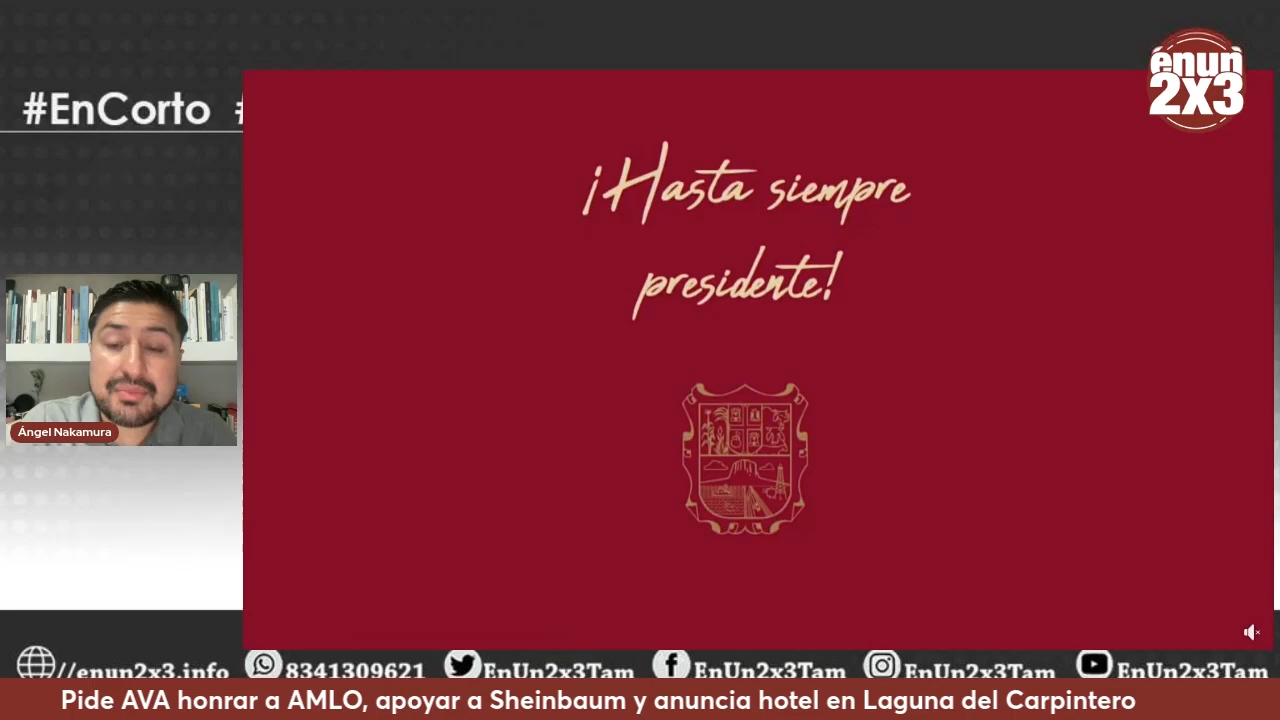 énun
2x3
#EnCorto #
¡Hasta siempre
presidente!
Ángel Nakamura
//enun2x3.info 8341309621 EnUn2x3Tam EnUn2x3Tam EnUn2x3Tam EnUn2x3Tam
Pide AVA honrar a AMLO, apoyar a Sheinbaum y anuncia hotel en Laguna del Carpintero